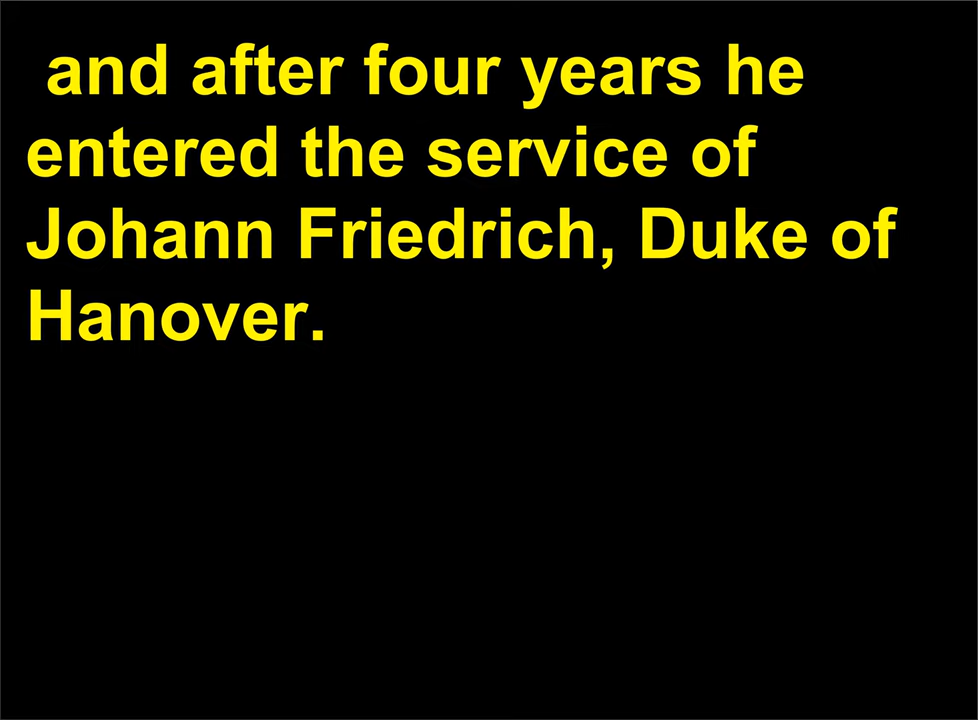 and after four years he
entered the service of
Johann Friedrich, Duke of
Hanover.